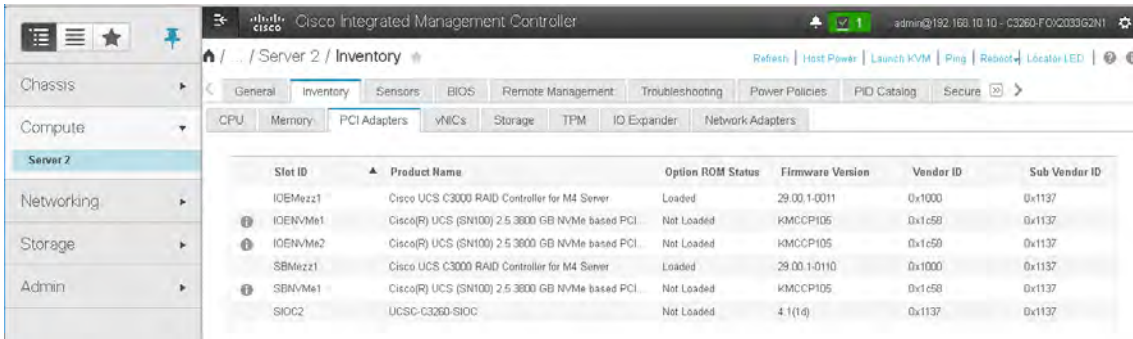 cisco Cisco Integrated Management Controller 1 admin@192.168.10.10 - C3260-FOX2033G2N1
/ ... / Server 2 / Inventory Refresh | Host Power | Launch KVM | Ping | Reboot | Locator LED |
Chassis
General Inventory Sensors BIOS Remote Management Troubleshooting Power Policies PID Catalog Secure
Compute
CPU Memory PCI Adapters vNICs Storage TPM IO Expander Network Adapters
Server 2
Networking
Storage
Admin
Slot ID Product Name Option ROM Status Firmware Version Vendor ID Sub Vendor ID
IOEMezz1 Cisco UCS C3000 RAID Controller for M4 Server Loaded 29.00.1-0011 0x1000 0x1137
IOENVMe1 Cisco(R) UCS (SN100) 2.5 3800 GB NVMe based PCI... Not Loaded KMCCP105 0x1c58 0x1137
IOENVMe2 Cisco(R) UCS (SN100) 2.5 3800 GB NVMe based PCI... Not Loaded KMCCP105 0x1c58 0x1137
SBMezz1 Cisco UCS C3000 RAID Controller for M4 Server Loaded 29.00.1-0110 0x1000 0x1137
SBNVMe1 Cisco(R) UCS (SN100) 2.5 3800 GB NVMe based PCI... Not Loaded KMCCP105 0x1c58 0x1137
SIOC2 UCSC-C3260-SIOC Not Loaded 4.1(1d) 0x1137 0x1137